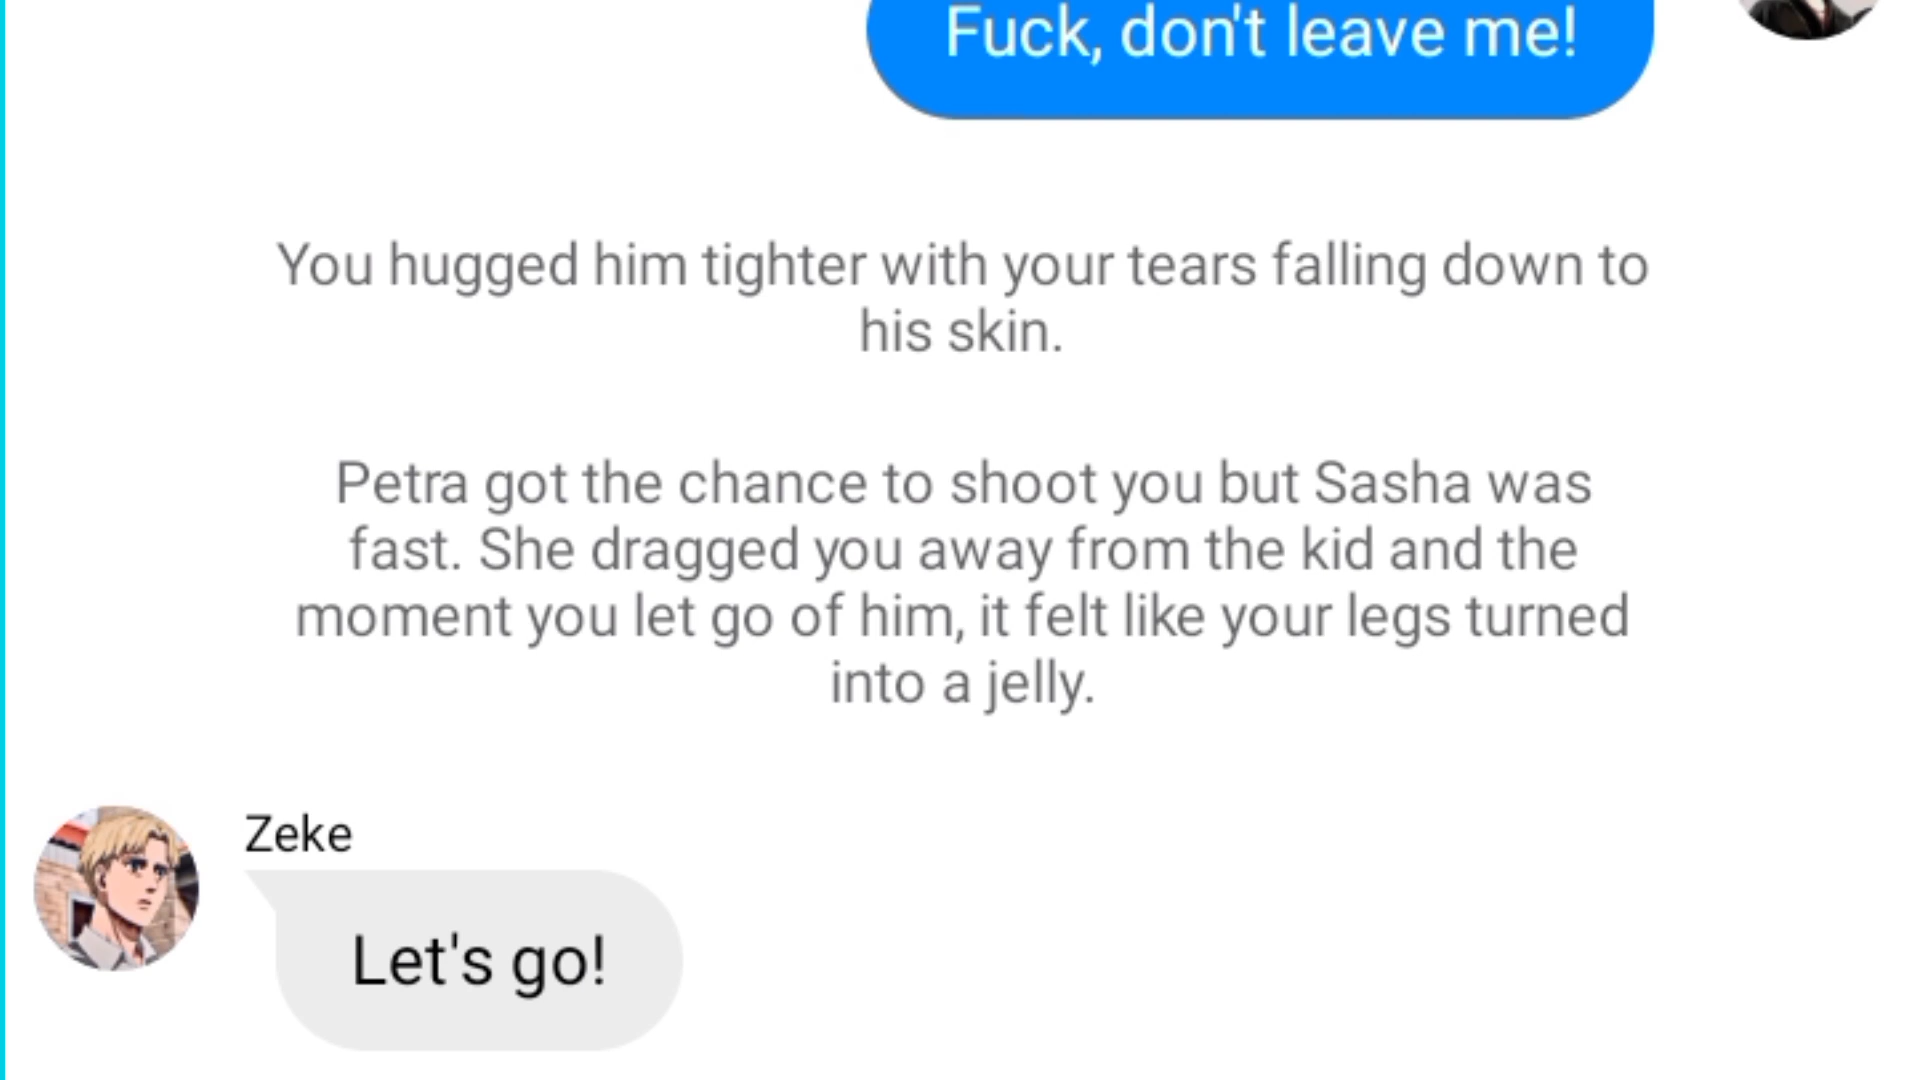 Fuck, don't leave me!
You hugged him tighter with your tears falling down to
his skin.
Petra got the chance to shoot you but Sasha was
fast. She dragged you away from the kid and the
moment you let go of him, it felt like your legs turned
into a jelly.
Zeke
Let's go!